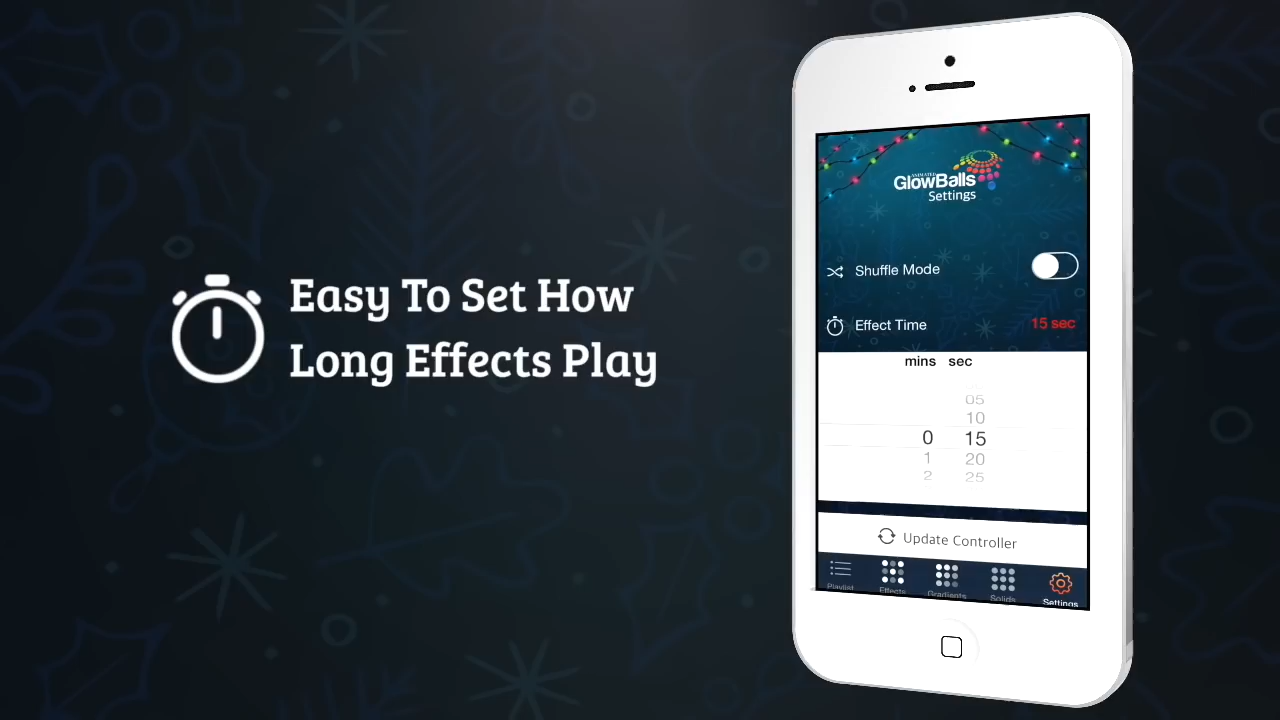 Easy To Set How
Long Effects Play
ANIMATED
GlowBalls
Settings
Shuffle Mode
Effect Time 15 sec
mins sec
05
10
0 15
1 20
2 25
Update Controller
Playlist Effects Gradients Solids Settings